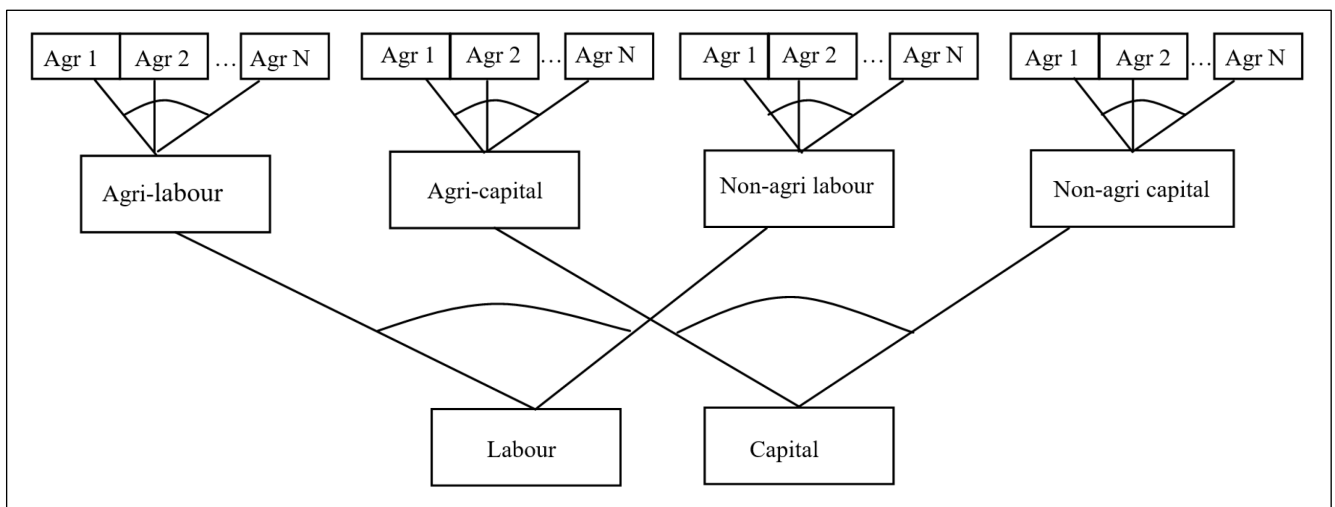 Agr 1 Agr 2 … Agr N Agr 1 Agr 2 … Agr N Agr 1 Agr 2 … Agr N Agr 1 Agr 2 … Agr N
Agri-labour Agri-capital Non-agri labour Non-agri capital
Labour Capital